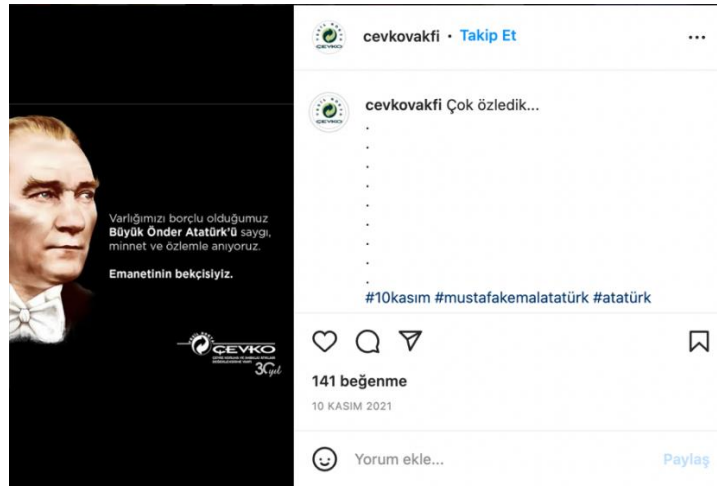 Varlığımızı borçlu olduğumuz
Büyük Önder Atatürk'ü saygı,
minnet ve özlemle anıyoruz.
Emanetinin bekçisiyiz.
ÇEVKO
30 yıl
cevkovakfi • Takip Et
cevkovakfi Çok özledik...
.
.
.
.
.
.
.
.
.
#10kasım #mustafakemalatatürk #atatürk
141 beğenme
10 KASIM 2021
Yorum ekle...
Paylaş